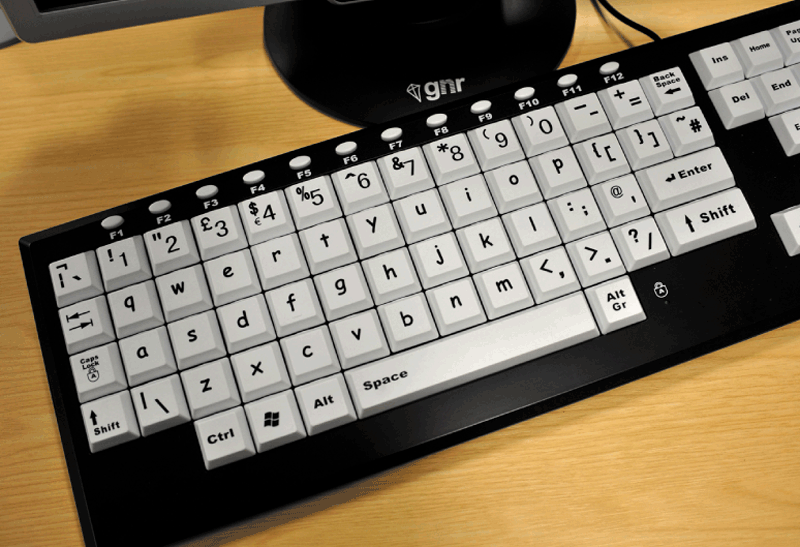 gnr
F1 F2 F3 F4 F5 F6 F7 F8 F9 F10 F11 F12
¬ ¦ ` ! 1 " 2 £ 3 $ € 4 % 5 ^ 6 & 7 * 8 ( 9 ) 0 _ - + = Back Space ←
Ins Home Page Up
q w e r t y u i o p { [ } ] ~ # Del End
Caps Lock A a s d f g h j k l : ; @ , Enter
Shift | \ z x c v b n m < , > . ? / Shift
Ctrl Alt Space Alt Gr A